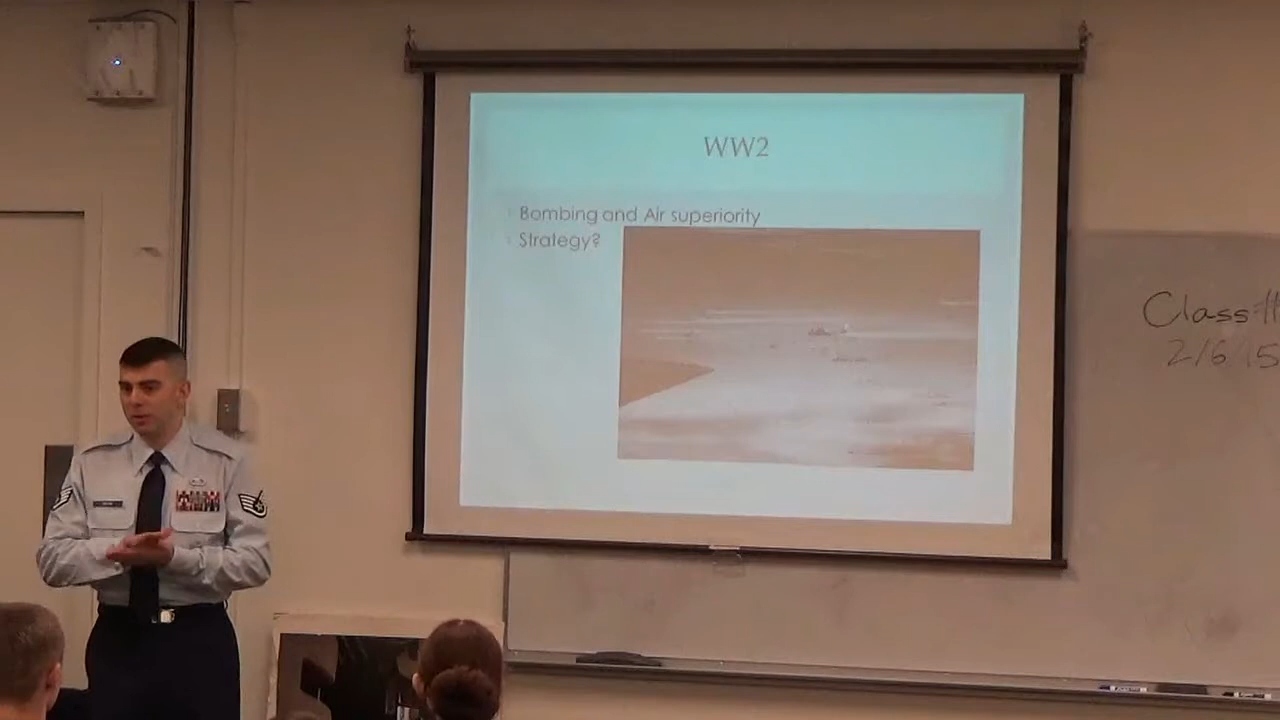 WW2
Bombing and Air superiority
Strategy?
Class #
2/6/15